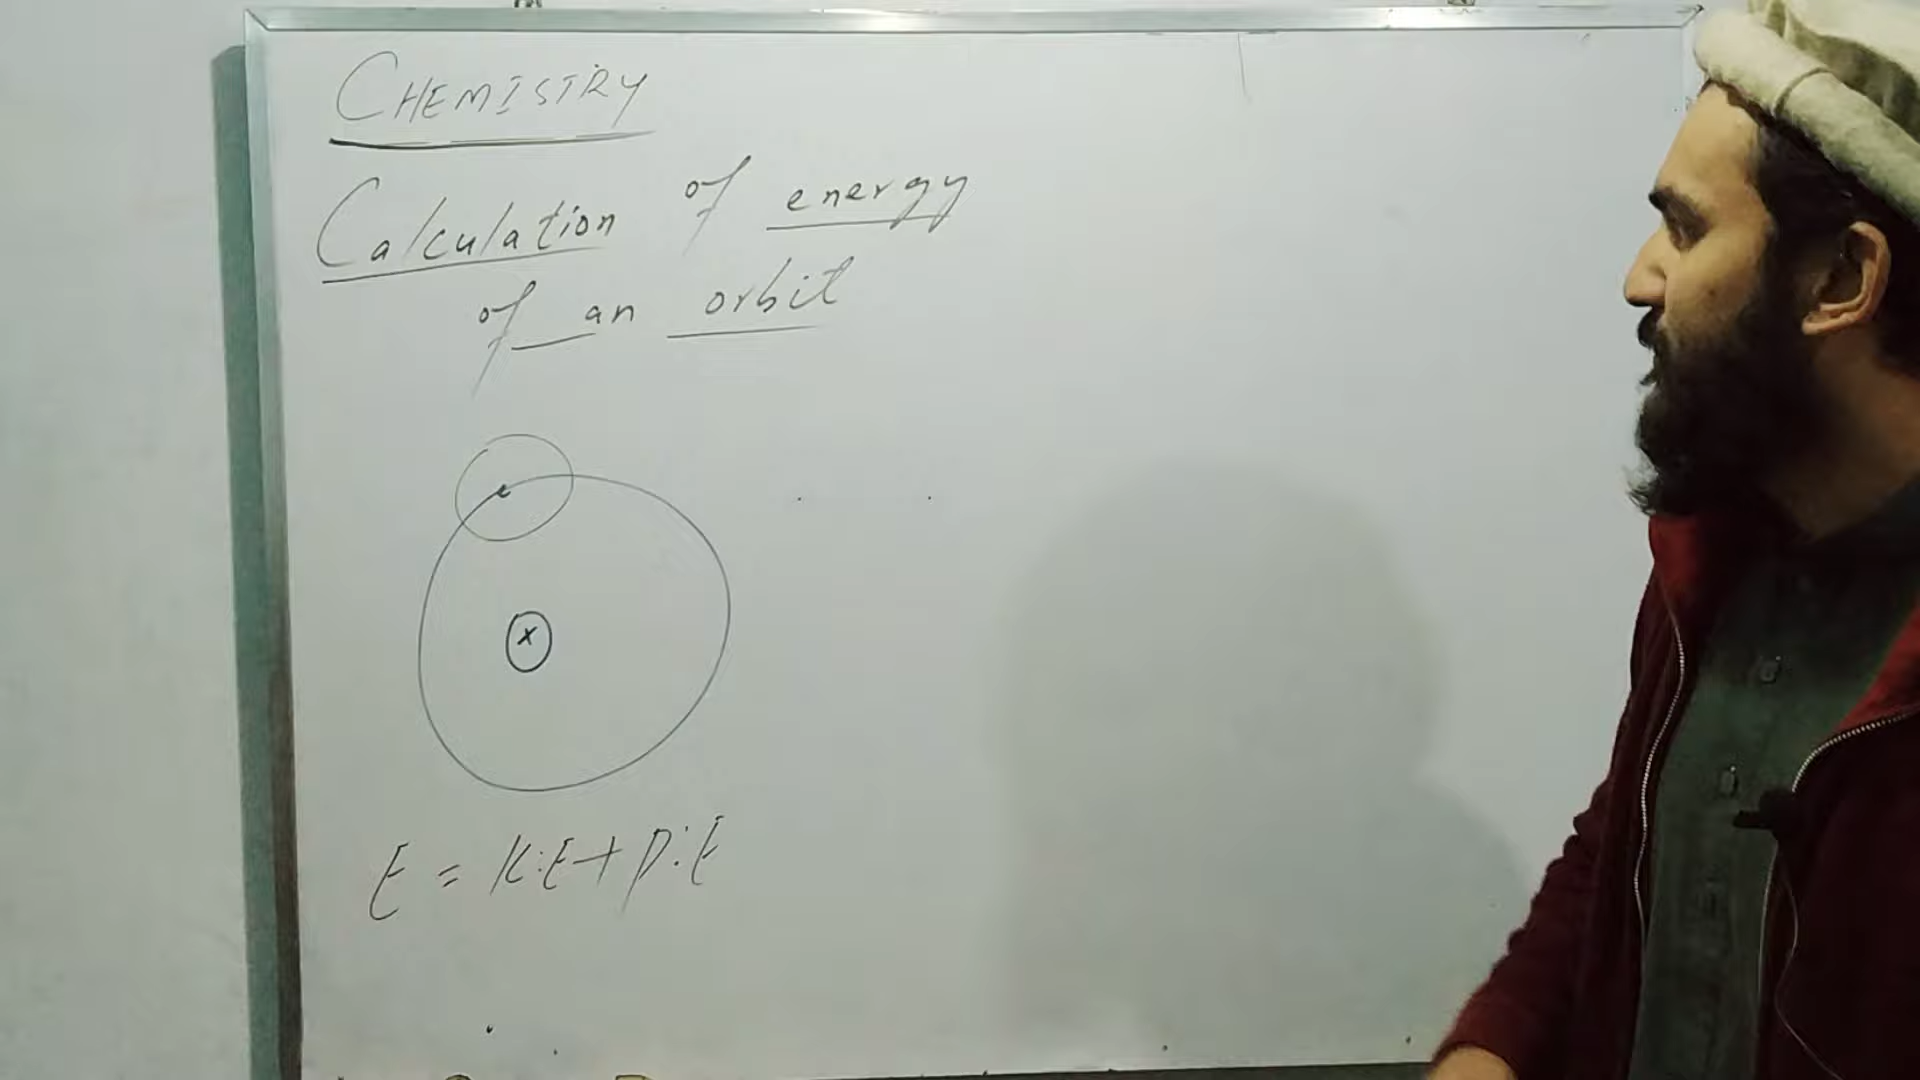 CHEMISTRY
Calculation of energy
of an orbit
x
E = K.E + P.E